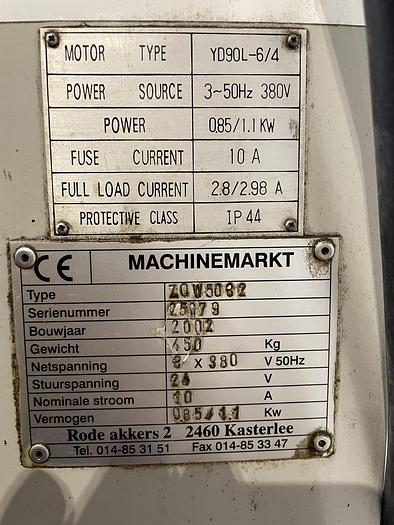 MOTOR TYPE YD90L-6/4
POWER SOURCE 3~50Hz 380V
POWER 0.85/1.1 KW
FUSE CURRENT 10 A
FULL LOAD CURRENT 2.8/2.98 A
PROTECTIVE CLASS IP 44
CE MACHINEMARKT
Type ZQW5032
Serienummer
Bouwjaar 2002
Gewicht 450 Kg
Netspanning 3 x 380 V 50Hz
Stuurspanning 24 V
Nominale stroom 10 A
Vermogen 0.85/1.1 Kw
Rode akkers 2 2460 Kasterlee
Tel. 014-85 31 51 Fax 014-85 33 47